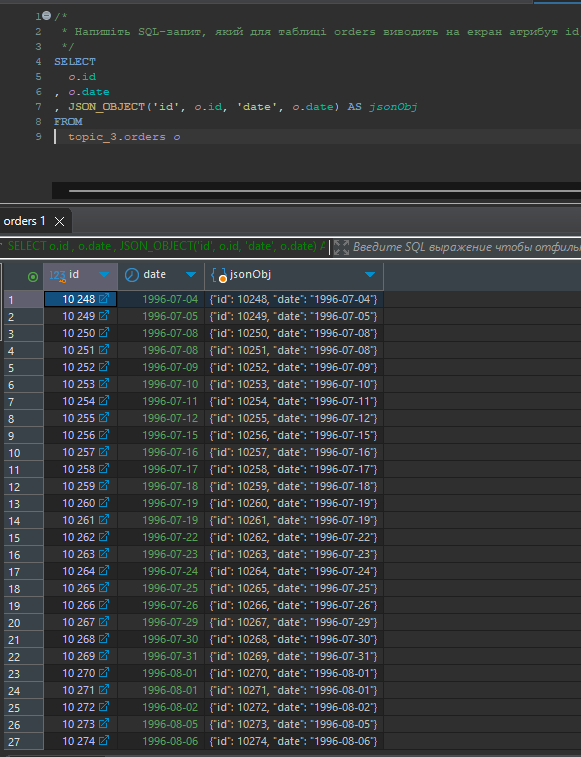 1 /*
2 * Напишіть SQL-запит, який для таблиці orders виводить на екран атрибут id
3 */
4 SELECT
5 o.id
6 , o.date
7 , JSON_OBJECT('id', o.id, 'date', o.date) AS jsonObj
8 FROM
9 topic_3.orders o
orders 1
SELECT o.id , o.date , JSON_OBJECT('id', o.id, 'date', o.date) A
Введите SQL выражение чтобы отфиль
123 id date jsonObj
1 10 248 1996-07-04 {"id": 10248, "date": "1996-07-04"}
2 10 249 1996-07-05 {"id": 10249, "date": "1996-07-05"}
3 10 250 1996-07-08 {"id": 10250, "date": "1996-07-08"}
4 10 251 1996-07-08 {"id": 10251, "date": "1996-07-08"}
5 10 252 1996-07-09 {"id": 10252, "date": "1996-07-09"}
6 10 253 1996-07-10 {"id": 10253, "date": "1996-07-10"}
7 10 254 1996-07-11 {"id": 10254, "date": "1996-07-11"}
8 10 255 1996-07-12 {"id": 10255, "date": "1996-07-12"}
9 10 256 1996-07-15 {"id": 10256, "date": "1996-07-15"}
10 10 257 1996-07-16 {"id": 10257, "date": "1996-07-16"}
11 10 258 1996-07-17 {"id": 10258, "date": "1996-07-17"}
12 10 259 1996-07-18 {"id": 10259, "date": "1996-07-18"}
13 10 260 1996-07-19 {"id": 10260, "date": "1996-07-19"}
14 10 261 1996-07-19 {"id": 10261, "date": "1996-07-19"}
15 10 262 1996-07-22 {"id": 10262, "date": "1996-07-22"}
16 10 263 1996-07-23 {"id": 10263, "date": "1996-07-23"}
17 10 264 1996-07-24 {"id": 10264, "date": "1996-07-24"}
18 10 265 1996-07-25 {"id": 10265, "date": "1996-07-25"}
19 10 266 1996-07-26 {"id": 10266, "date": "1996-07-26"}
20 10 267 1996-07-29 {"id": 10267, "date": "1996-07-29"}
21 10 268 1996-07-30 {"id": 10268, "date": "1996-07-30"}
22 10 269 1996-07-31 {"id": 10269, "date": "1996-07-31"}
23 10 270 1996-08-01 {"id": 10270, "date": "1996-08-01"}
24 10 271 1996-08-01 {"id": 10271, "date": "1996-08-01"}
25 10 272 1996-08-02 {"id": 10272, "date": "1996-08-02"}
26 10 273 1996-08-05 {"id": 10273, "date": "1996-08-05"}
27 10 274 1996-08-06 {"id": 10274, "date": "1996-08-06"}